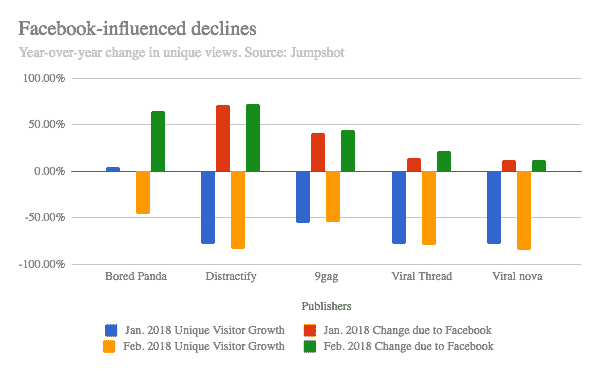 Facebook-influenced declines
Year-over-year change in unique views. Source: Jumpshot
100.00%
50.00%
0.00%
-50.00%
-100.00%
Bored Panda Distractify 9gag Viral Thread Viral nova
Publishers
Jan. 2018 Unique Visitor Growth Jan. 2018 Change due to Facebook
Feb. 2018 Unique Visitor Growth Feb. 2018 Change due to Facebook